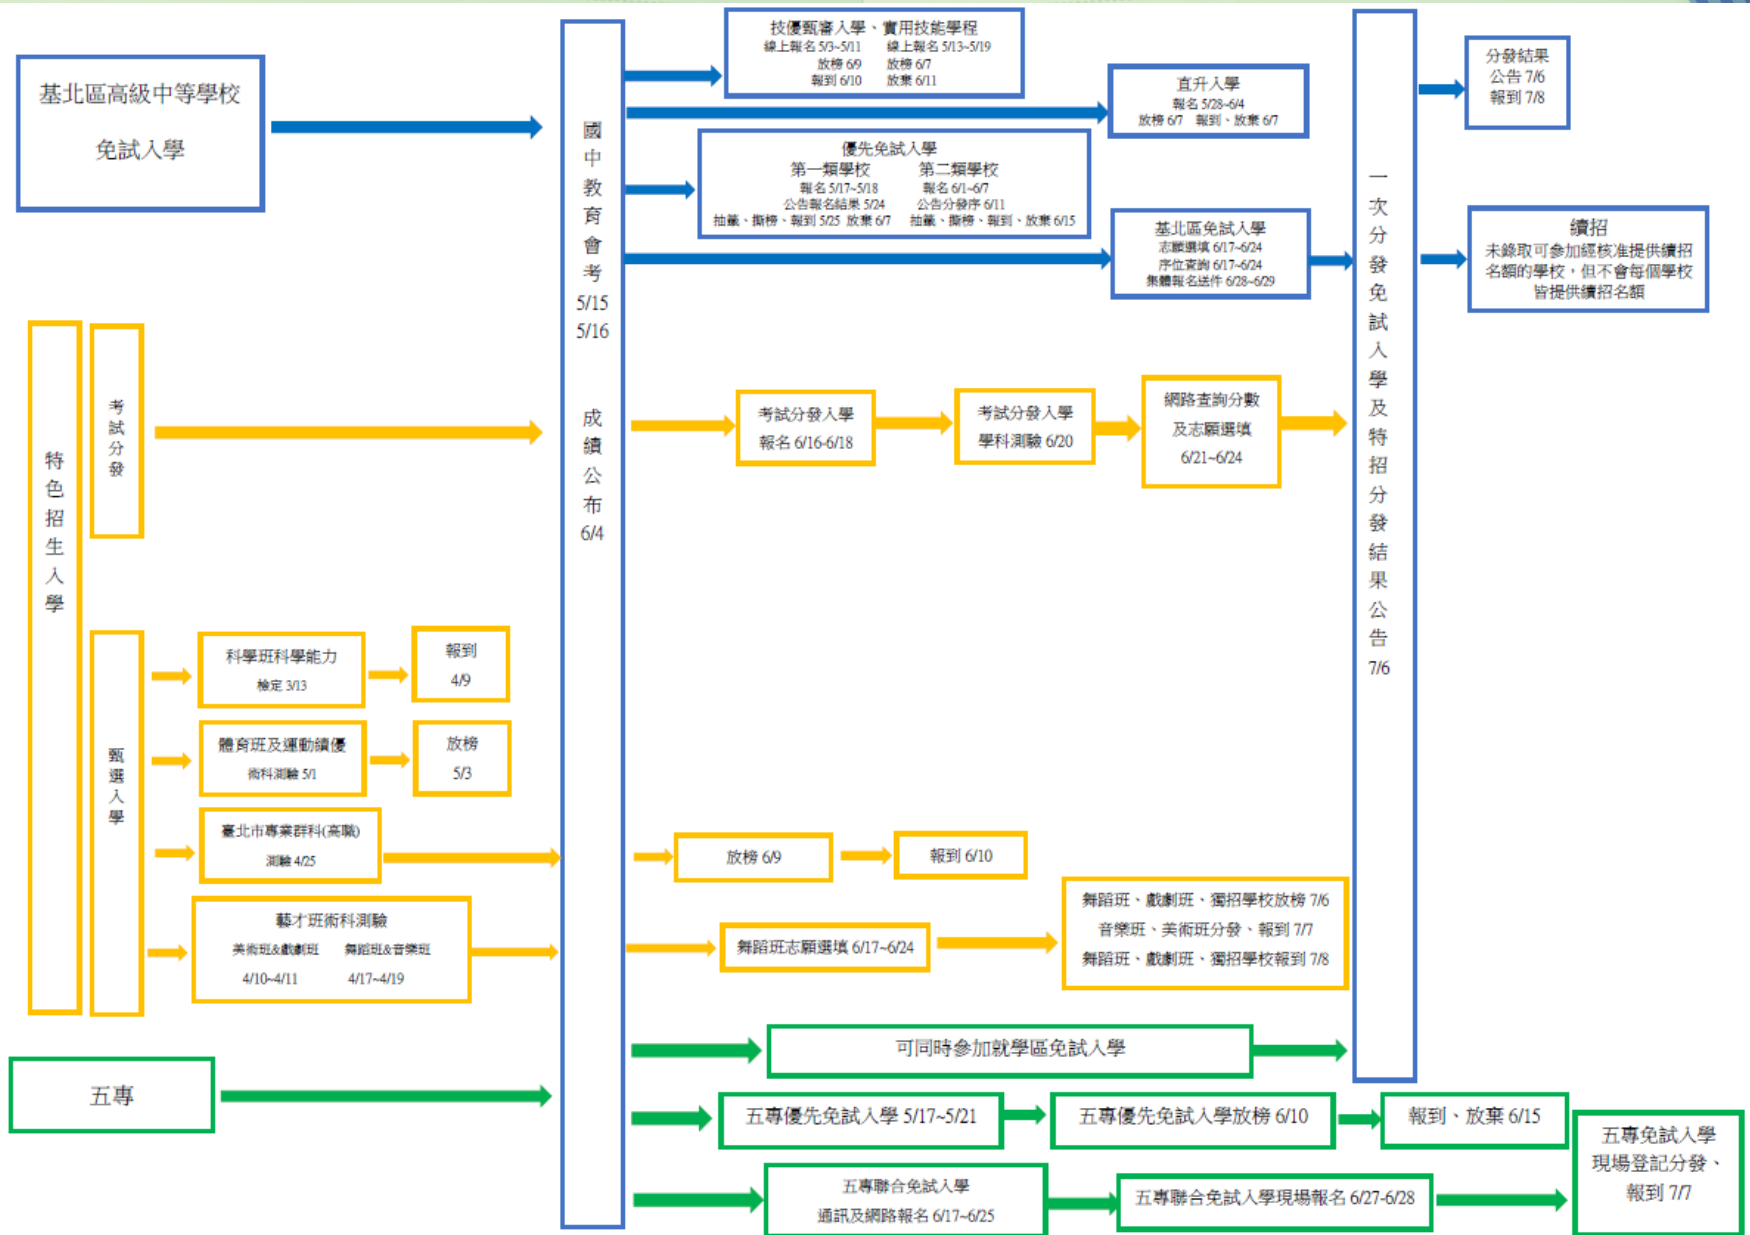 基北區高級中等學校
免試入學
國中教育會考
5/15
5/16
成績公布
6/4
技優甄審入學、實用技能學程
線上報名 5/3~5/11 線上報名 5/13~5/19
放榜 6/9 放榜 6/7
報到 6/10 放棄 6/11
直升入學
報名 5/28~6/4
放榜 6/7 報到、放棄 6/7
優先免試入學
第一類學校 第二類學校
報名 5/17~5/18 報名 6/1~6/7
公告報名結果 5/24 公告分發序 6/11
抽籤、撕榜、報到 5/25 放棄 6/7 抽籤、撕榜、報到、放棄 6/15
基北區免試入學
志願選填 6/17~6/24
序位查詢 6/17~6/24
集體報名送件 6/28~6/29
一次分發免試入學及特招分發結果公告
7/6
分發結果
公告 7/6
報到 7/8
續招
未錄取可參加經核准提供續招
名額的學校，但不會每個學校
皆提供續招名額
特色招生入學
考試分發
考試分發入學
報名 6/16-6/18
考試分發入學
學科測驗 6/20
網路查詢分數
及志願選填
6/21~6/24
甄選入學
科學班科學能力
檢定 3/13
報到
4/9
體育班及運動績優
術科測驗 5/1
放榜
5/3
臺北市專業群科(高職)
測驗 4/25
放榜 6/9
報到 6/10
藝才班術科測驗
美術班&戲劇班 舞蹈班&音樂班
4/10~4/11 4/17~4/19
舞蹈班志願選填 6/17~6/24
舞蹈班、戲劇班、獨招學校放榜 7/6
音樂班、美術班分發、報到 7/7
舞蹈班、戲劇班、獨招學校報到 7/8
五專
可同時參加就學區免試入學
五專優先免試入學 5/17~5/21
五專優先免試入學放榜 6/10
報到、放棄 6/15
五專聯合免試入學
通訊及網路報名 6/17~6/25
五專聯合免試入學現場報名 6/27-6/28
五專免試入學
現場登記分發、
報到 7/7